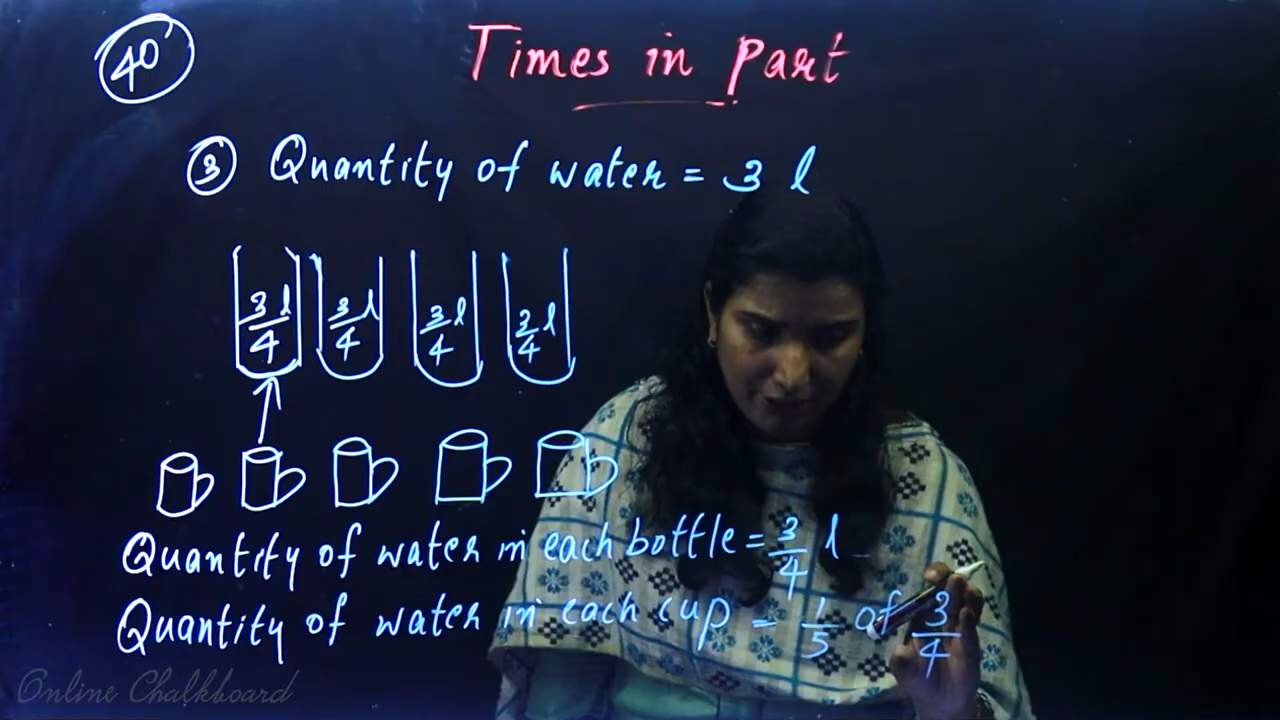 40
Times in part
3 Quantity of water = 3 l
3/4 l 3/4 l 3/4 l 3/4 l
Quantity of water in each bottle = 3/4 l
Quantity of water in each cup = 1/5 of 3/4
Online Chalkboard